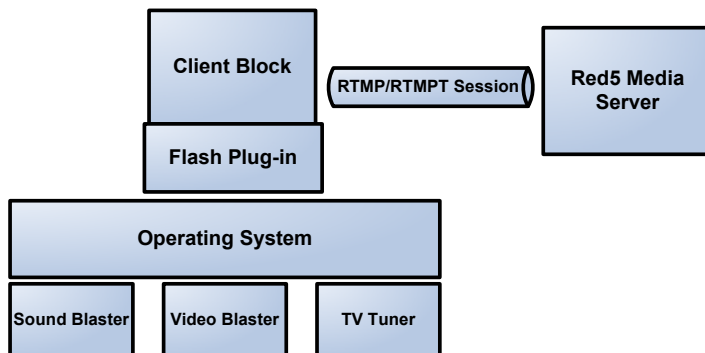 Client Block
RTMP/RTMPT Session
Red5 Media
Server
Flash Plug-in
Operating System
Sound Blaster
Video Blaster
TV Tuner